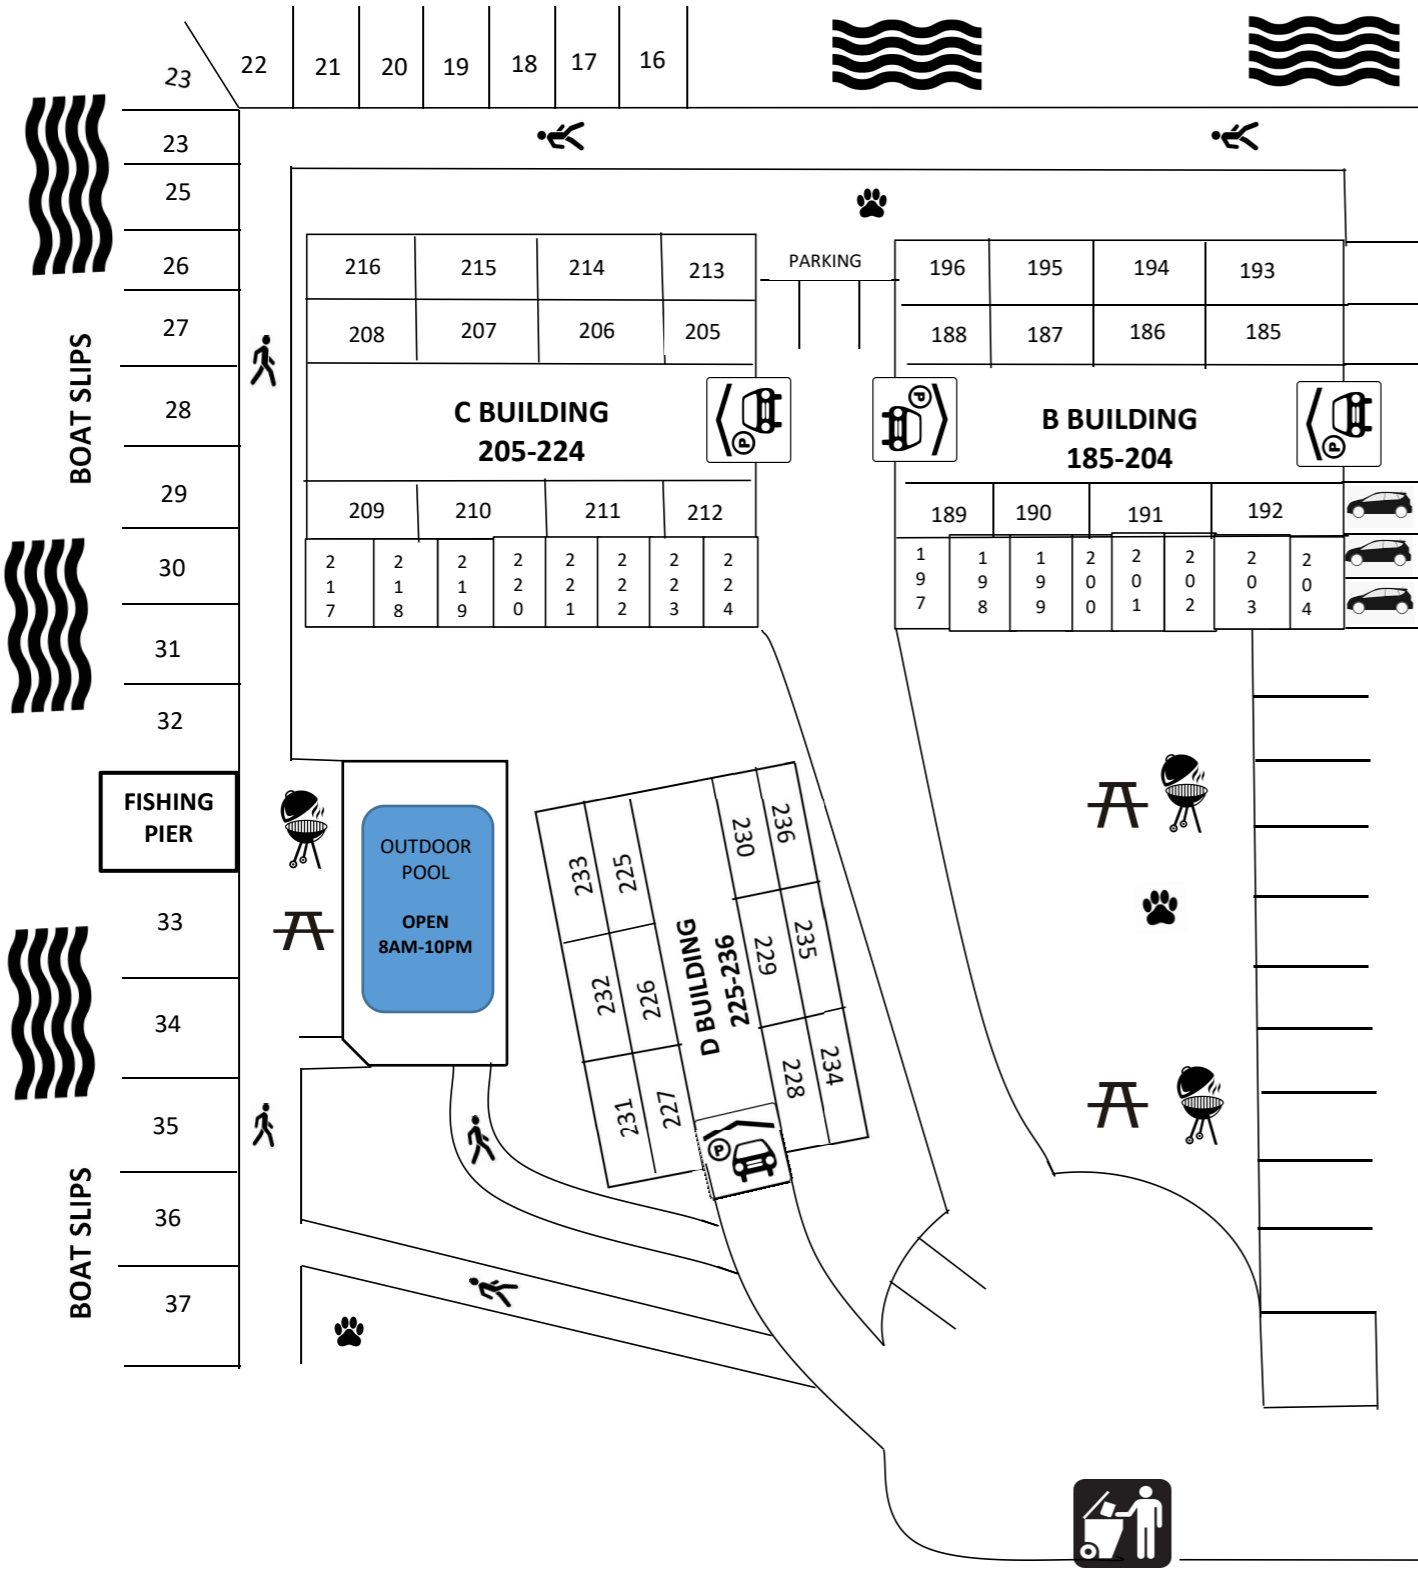 22 21 20 19 18 17 16
23
23
25
26
27
28
29
30
31
32
FISHING
PIER
33
34
35
36
37
BOAT SLIPS
BOAT SLIPS
216 215 214 213
208 207 206 205
C BUILDING
205-224
209 210 211 212
217 218 219 220 221 222 223 224
PARKING
P
P
196 195 194 193
188 187 186 185
B BUILDING
185-204
P
189 190 191 192
197 198 199 200 201 202 203 204
OUTDOOR
POOL
OPEN
8AM-10PM
233 225
232 226
231 227
D BUILDING
225-236
230 236
229 235
228 234
P